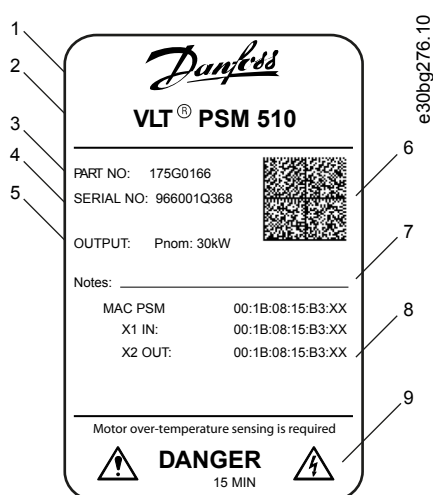 e30bg276.10
1
2
3
4
5
6
7
8
9
Danfoss
VLT® PSM 510
PART NO: 175G0166
SERIAL NO: 966001Q368
OUTPUT: Pnom: 30kW
Notes:
MAC PSM 00:1B:08:15:B3:XX
X1 IN: 00:1B:08:15:B3:XX
X2 OUT: 00:1B:08:15:B3:XX
Motor over-temperature sensing is required
DANGER
15 MIN